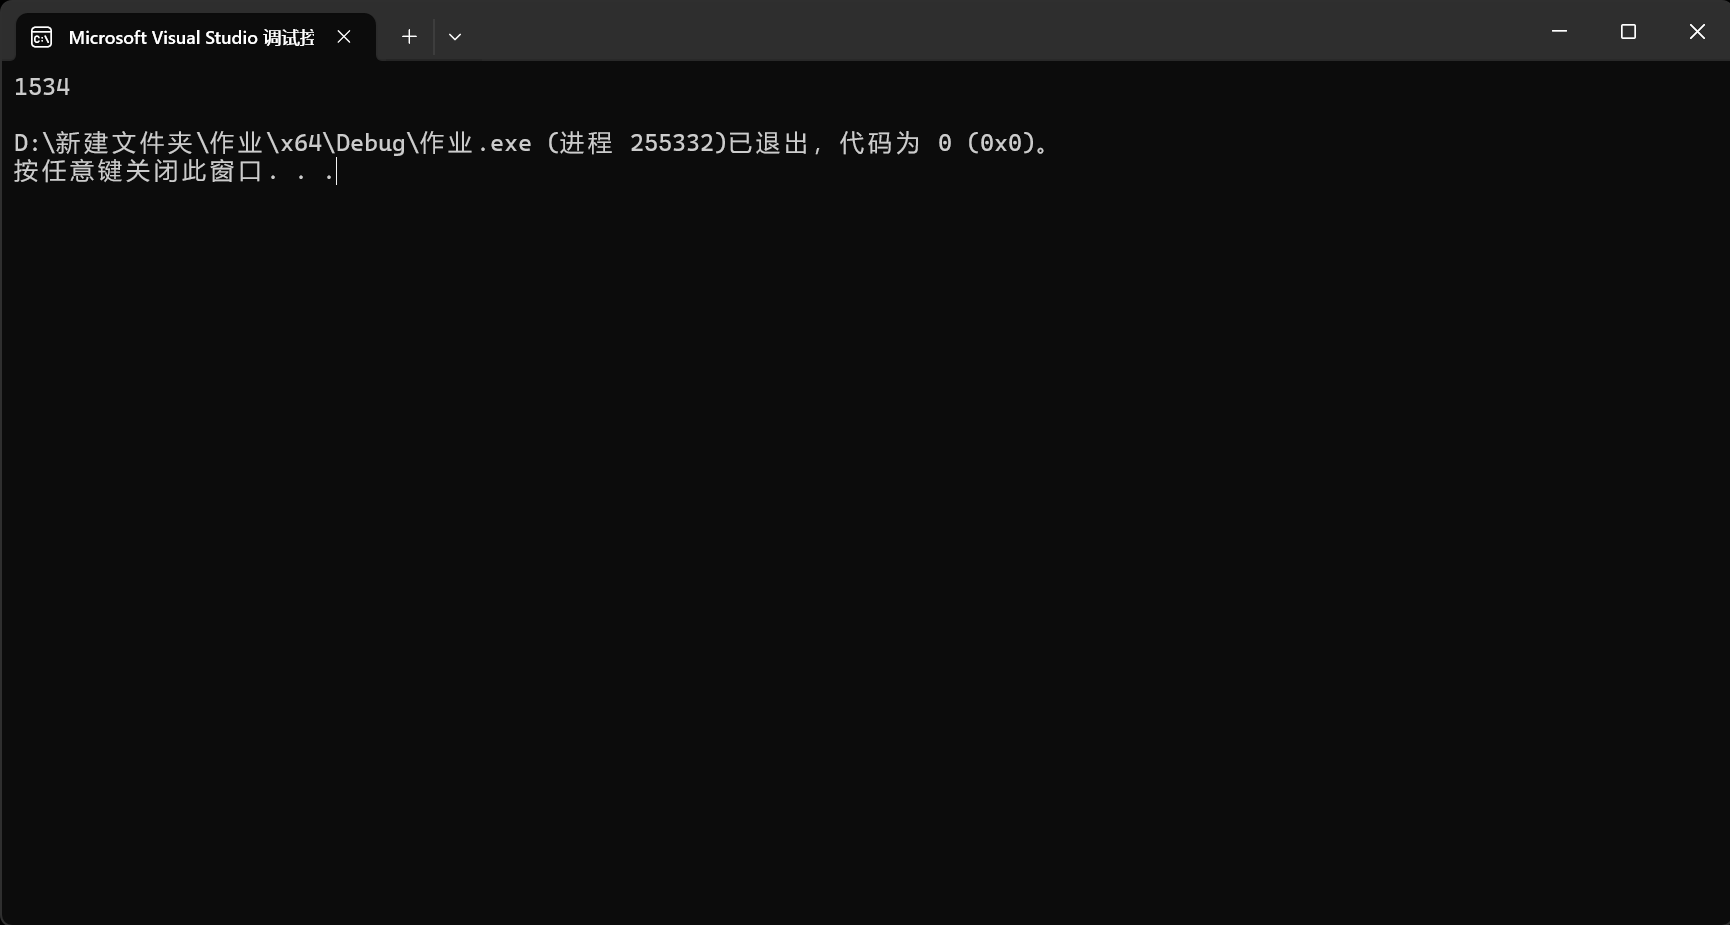 Microsoft Visual Studio 调试控
1534
D:\新建文件夹\作业\x64\Debug\作业.exe (进程 255332)已退出，代码为 0 (0x0)。
按任意键关闭此窗口. . .